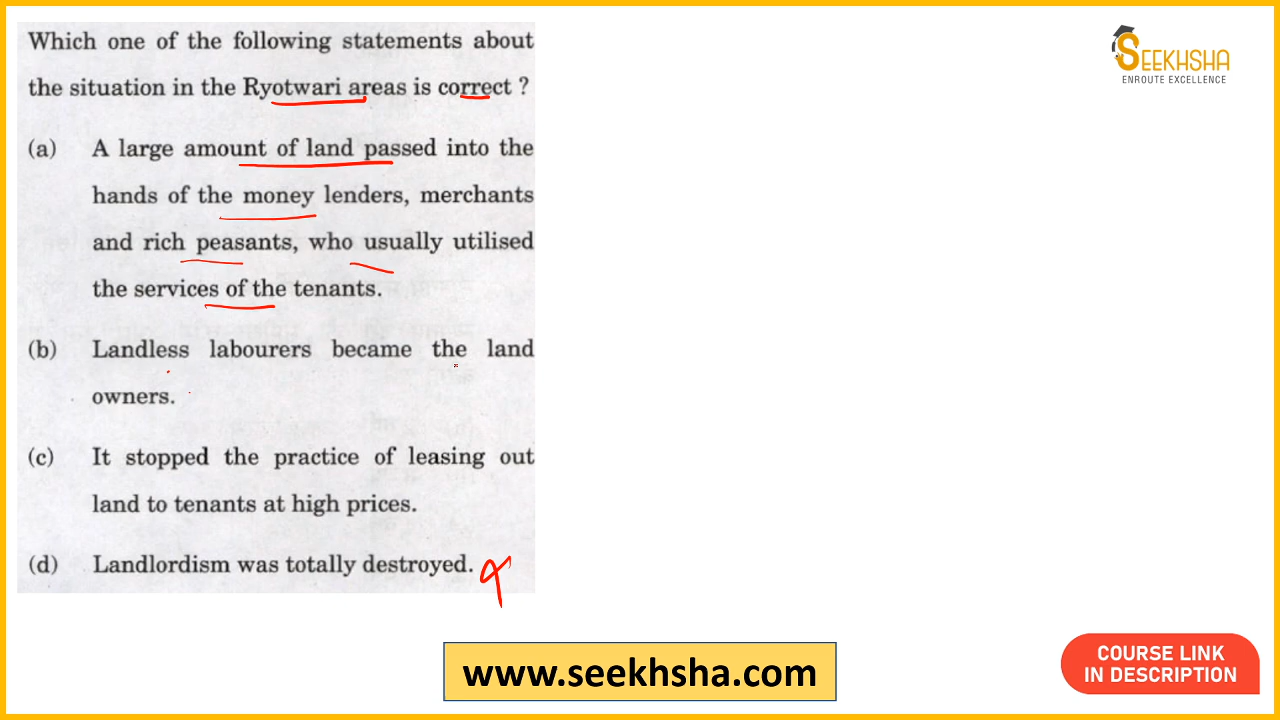 Which one of the following statements about
the situation in the Ryotwari areas is correct ?
(a) A large amount of land passed into the
hands of the money lenders, merchants
and rich peasants, who usually utilised
the services of the tenants.
(b) Landless labourers became the land
owners.
(c) It stopped the practice of leasing out
land to tenants at high prices.
(d) Landlordism was totally destroyed.
SEEKHSHA
ENROUTE EXCELLENCE
www.seekhsha.com
COURSE LINK
IN DESCRIPTION